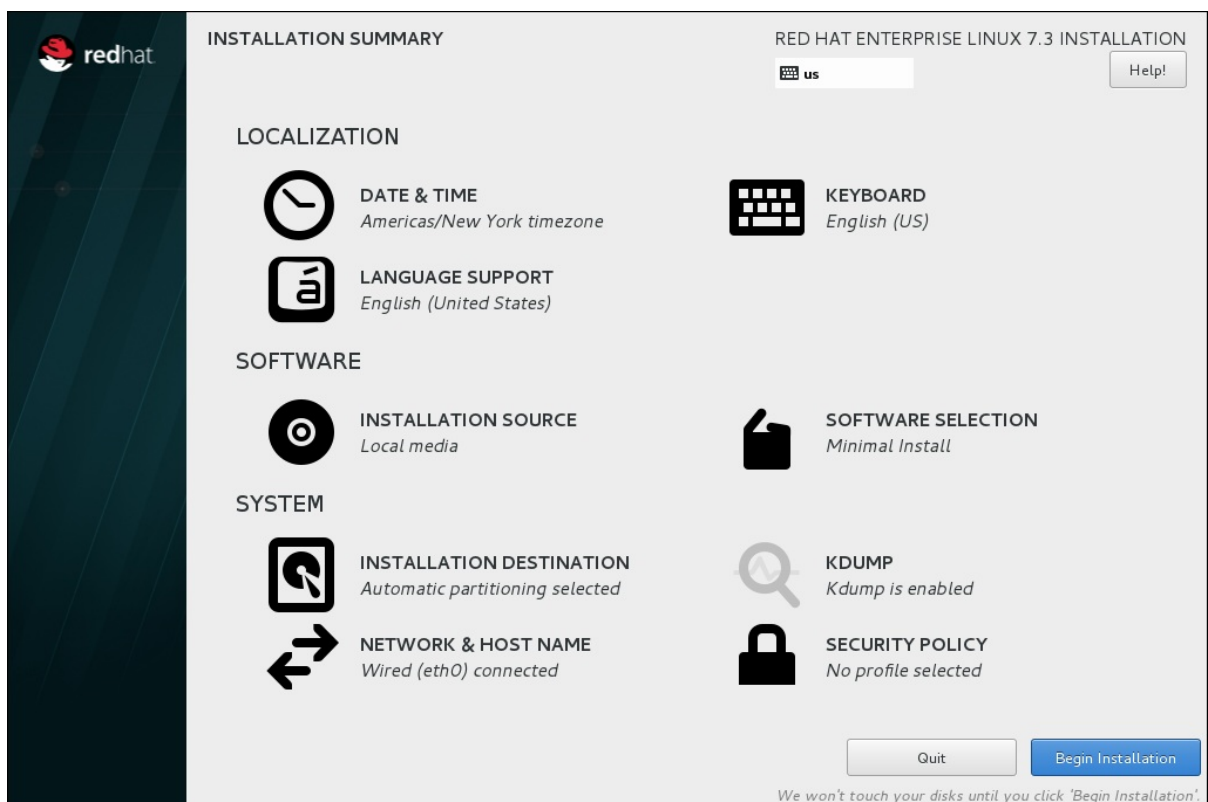 redhat.
INSTALLATION SUMMARY
RED HAT ENTERPRISE LINUX 7.3 INSTALLATION
us
Help!
LOCALIZATION
DATE & TIME
Americas/New York timezone
KEYBOARD
English (US)
á
LANGUAGE SUPPORT
English (United States)
SOFTWARE
INSTALLATION SOURCE
Local media
SOFTWARE SELECTION
Minimal Install
SYSTEM
INSTALLATION DESTINATION
Automatic partitioning selected
KDUMP
Kdump is enabled
NETWORK & HOST NAME
Wired (eth0) connected
SECURITY POLICY
No profile selected
Quit
Begin Installation
We won't touch your disks until you click 'Begin Installation'.